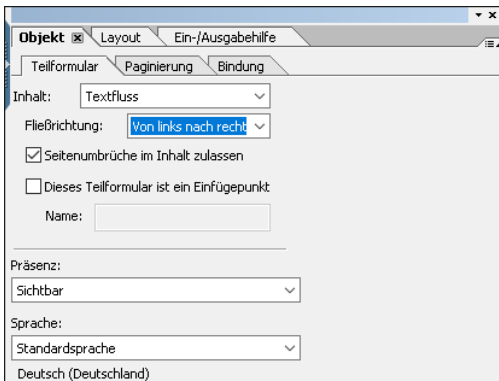 Objekt Layout Ein-/Ausgabehilfe
Teilformular Paginierung Bindung
Inhalt: Textfluss
Fließrichtung: Von links nach recht
Seitenumbrüche im Inhalt zulassen
Dieses Teilformular ist ein Einfügepunkt
Name:
Präsenz:
Sichtbar
Sprache:
Standardsprache
Deutsch (Deutschland)